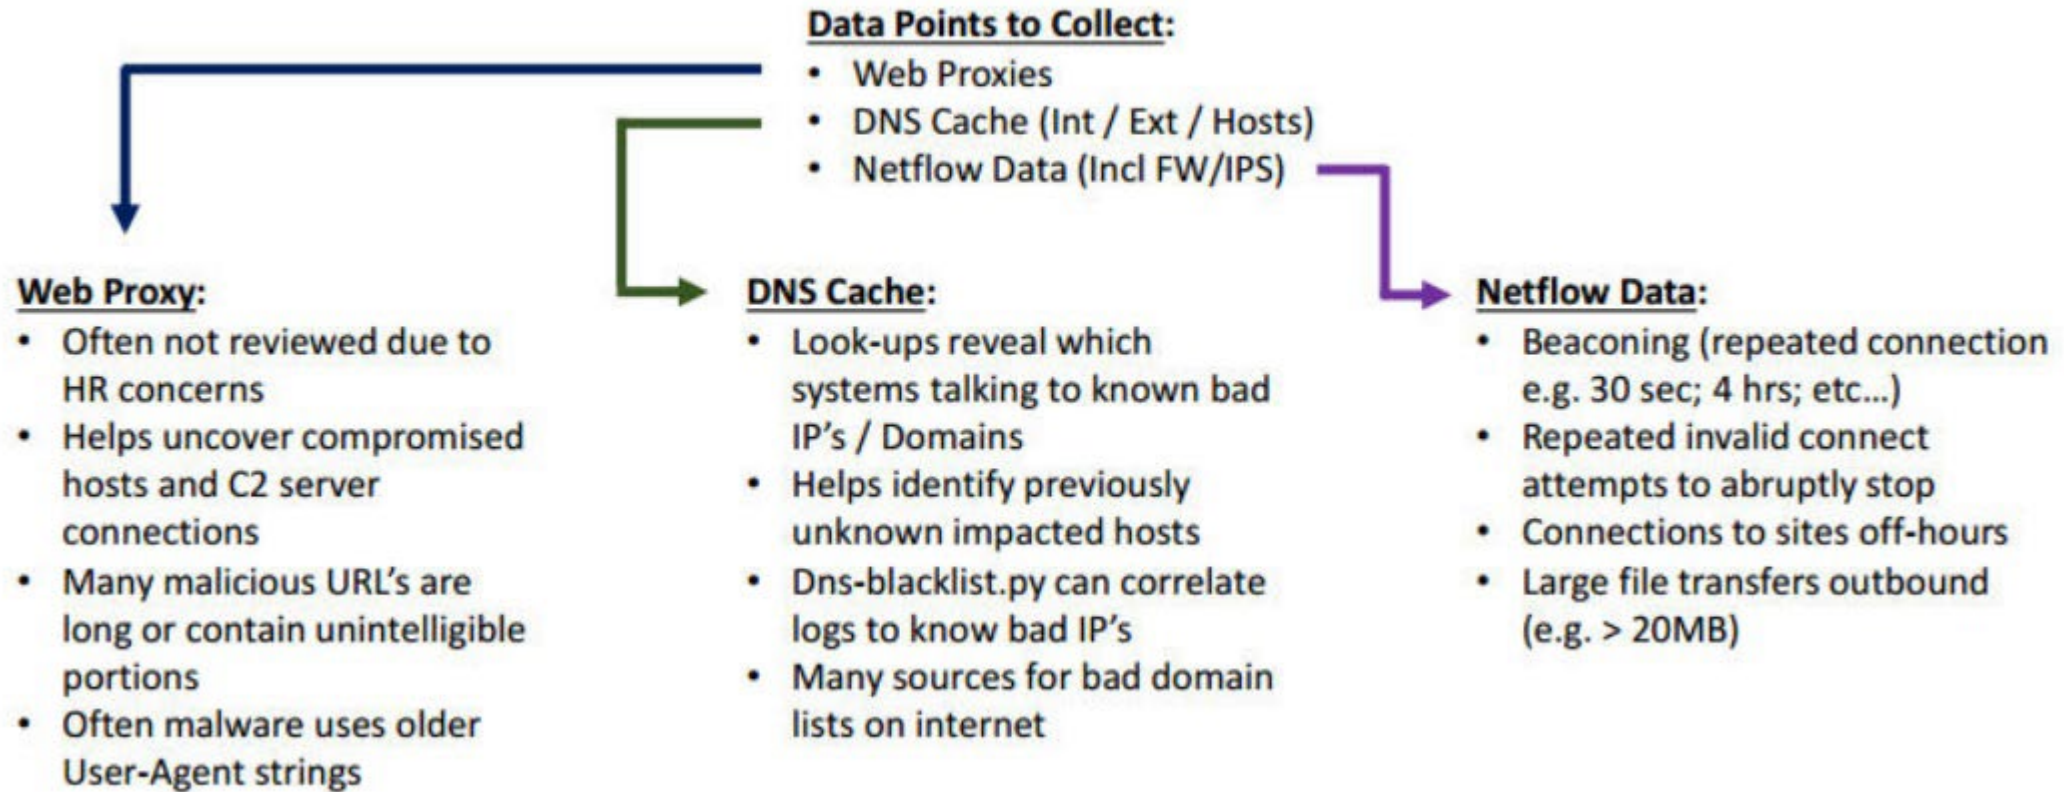 Data Points to Collect:
• Web Proxies
• DNS Cache (Int / Ext / Hosts)
• Netflow Data (Incl FW/IPS)
Web Proxy:
• Often not reviewed due to
HR concerns
• Helps uncover compromised
hosts and C2 server
connections
• Many malicious URL's are
long or contain unintelligible
portions
• Often malware uses older
User-Agent strings
DNS Cache:
• Look-ups reveal which
systems talking to known bad
IP's / Domains
• Helps identify previously
unknown impacted hosts
• Dns-blacklist.py can correlate
logs to know bad IP's
• Many sources for bad domain
lists on internet
Netflow Data:
• Beaconing (repeated connection
e.g. 30 sec; 4 hrs; etc...)
• Repeated invalid connect
attempts to abruptly stop
• Connections to sites off-hours
• Large file transfers outbound
(e.g. > 20MB)